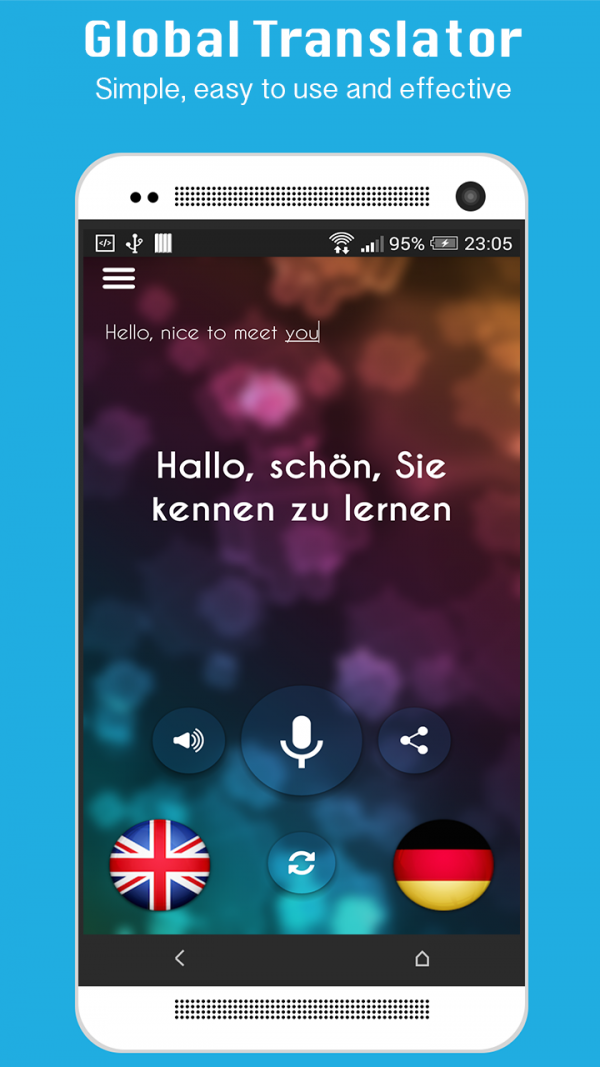 Global Translator
Simple, easy to use and effective
95% 23:05
Hello, nice to meet you
Hallo, schön, Sie
kennen zu lernen